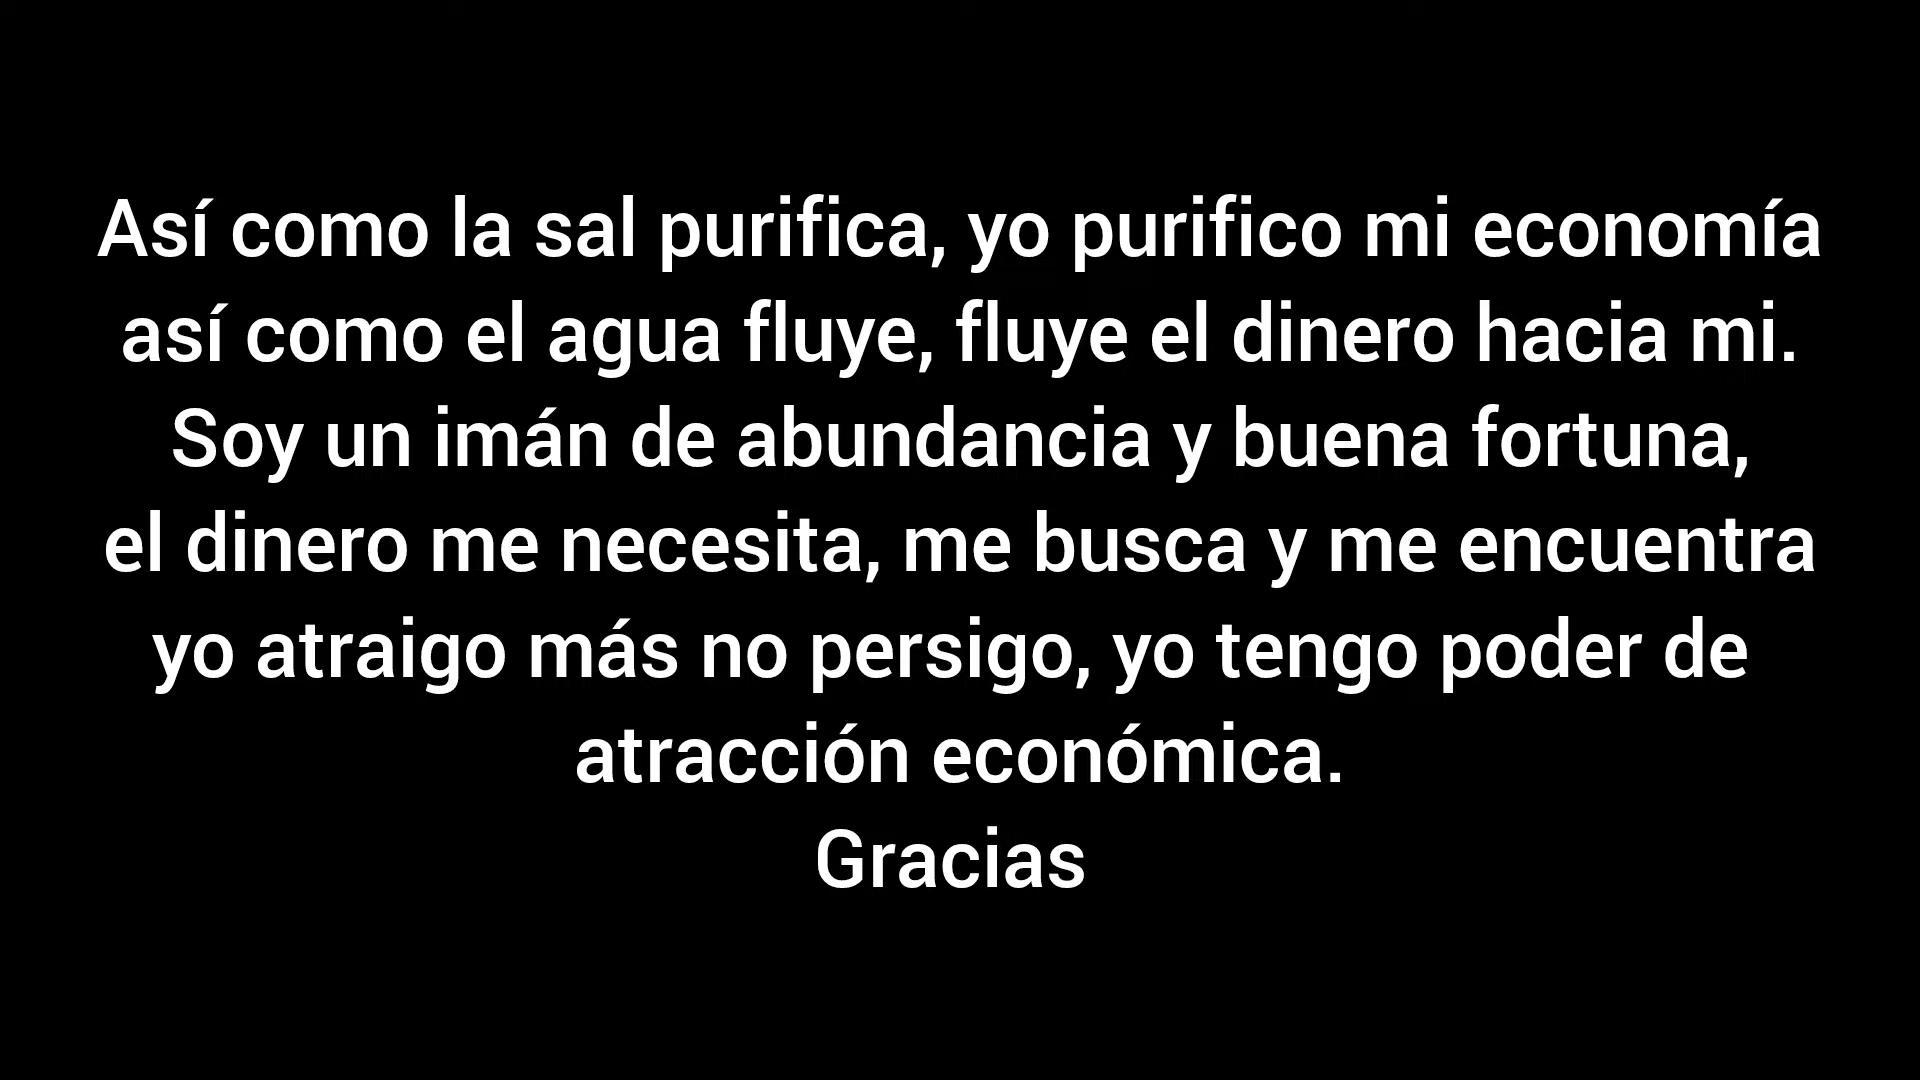 Así como la sal purifica, yo purifico mi economía
así como el agua fluye, fluye el dinero hacia mi.
Soy un imán de abundancia y buena fortuna,
el dinero me necesita, me busca y me encuentra
yo atraigo más no persigo, yo tengo poder de
atracción económica.
Gracias